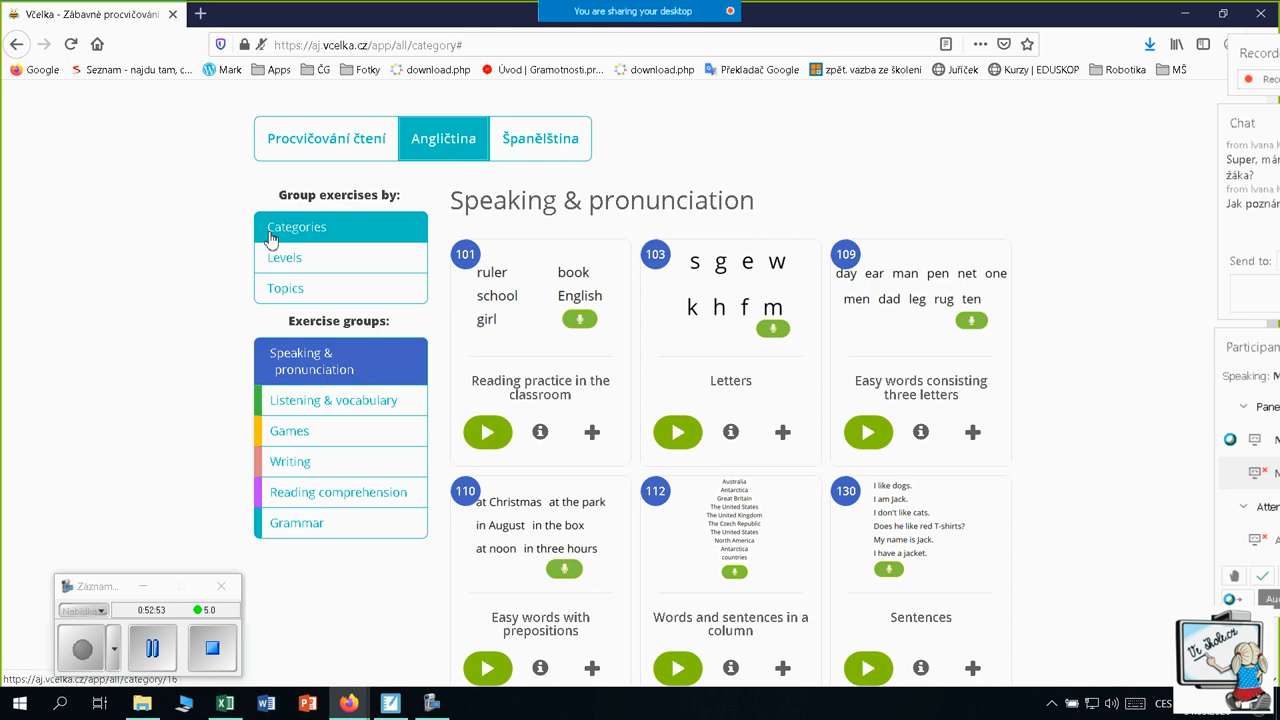 Včelka - Zábavné procvičování
You are sharing your desktop
https://aj.vcelka.cz/app/all/category#
Google
Seznam - najdu tam, c...
Mark
Apps
ČG
Fotky
download.php
Úvod | Gramotnosti.pr...
download.php
Překladač Google
zpět. vazba ze školení
Juříček
Kurzy | EDUSKOP
Robotika
MŠ
Chat
from Ivana
Super, már
žáka?
from Ivana
Jak poznár
Send to:
Participar
Speaking:
Procvičování čtení
Angličtina
Španělština
Group exercises by:
Categories
Levels
Topics
Exercise groups:
Speaking &
pronunciation
Listening & vocabulary
Games
Writing
Reading comprehension
Grammar
Speaking & pronunciation
101
ruler book
school English
girl
Reading practice in the
classroom
103
s g e w
k h f m
Letters
109
day ear man pen net one
men dad leg rug ten
Easy words consisting
three letters
110
at Christmas at the park
in August in the box
at noon in three hours
Easy words with
prepositions
112
Australia
Antarctica
Great Britain
The United States
The United Kingdom
The Czech Republic
The United States
North America
Antarctica
countries
Words and sentences in a
column
130
I like dogs.
I am Jack.
I don't like cats.
Does he like red T-shirts?
My name is Jack.
I have a jacket.
Sentences
Záznam...
Nabídka
0:52:53
5.0
https://aj.vcelka.cz/app/all/category/16
Ve škole.cz
CES